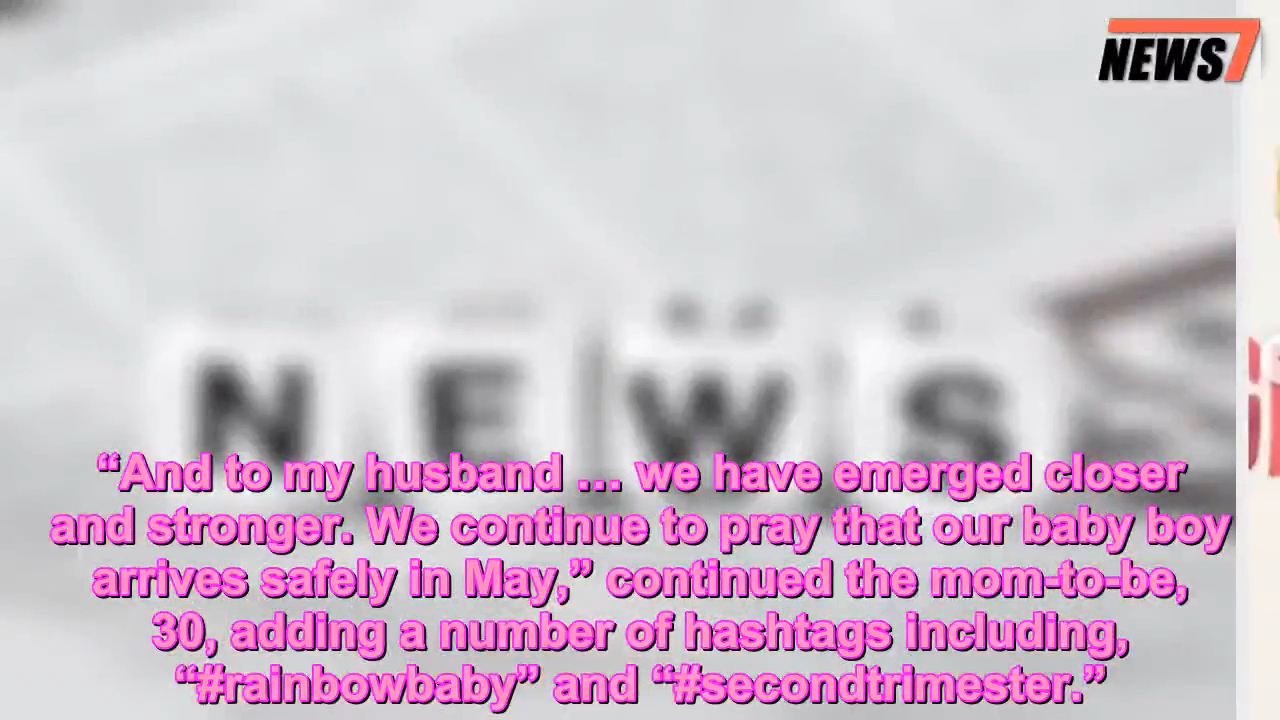 NEWS7
NEWS
“And to my husband ... we have emerged closer
and stronger. We continue to pray that our baby boy
arrives safely in May,” continued the mom-to-be,
30, adding a number of hashtags including,
“#rainbowbaby” and “#secondtrimester.”